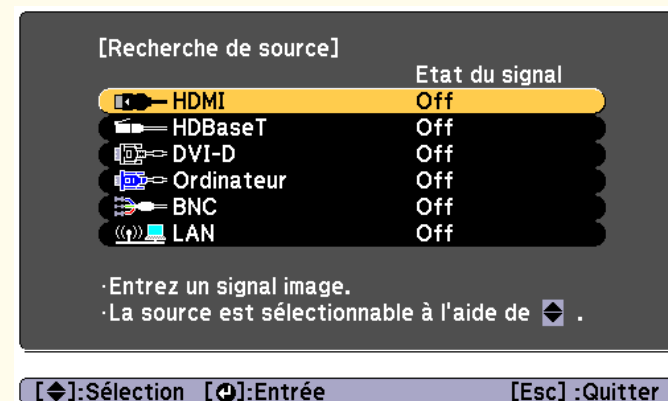 [Recherche de source]
Etat du signal
HDMI Off
HDBaseT Off
DVI-D Off
Ordinateur Off
BNC Off
LAN Off
·Entrez un signal image.
·La source est sélectionnable à l'aide de .
[]:Sélection []:Entrée [Esc] :Quitter